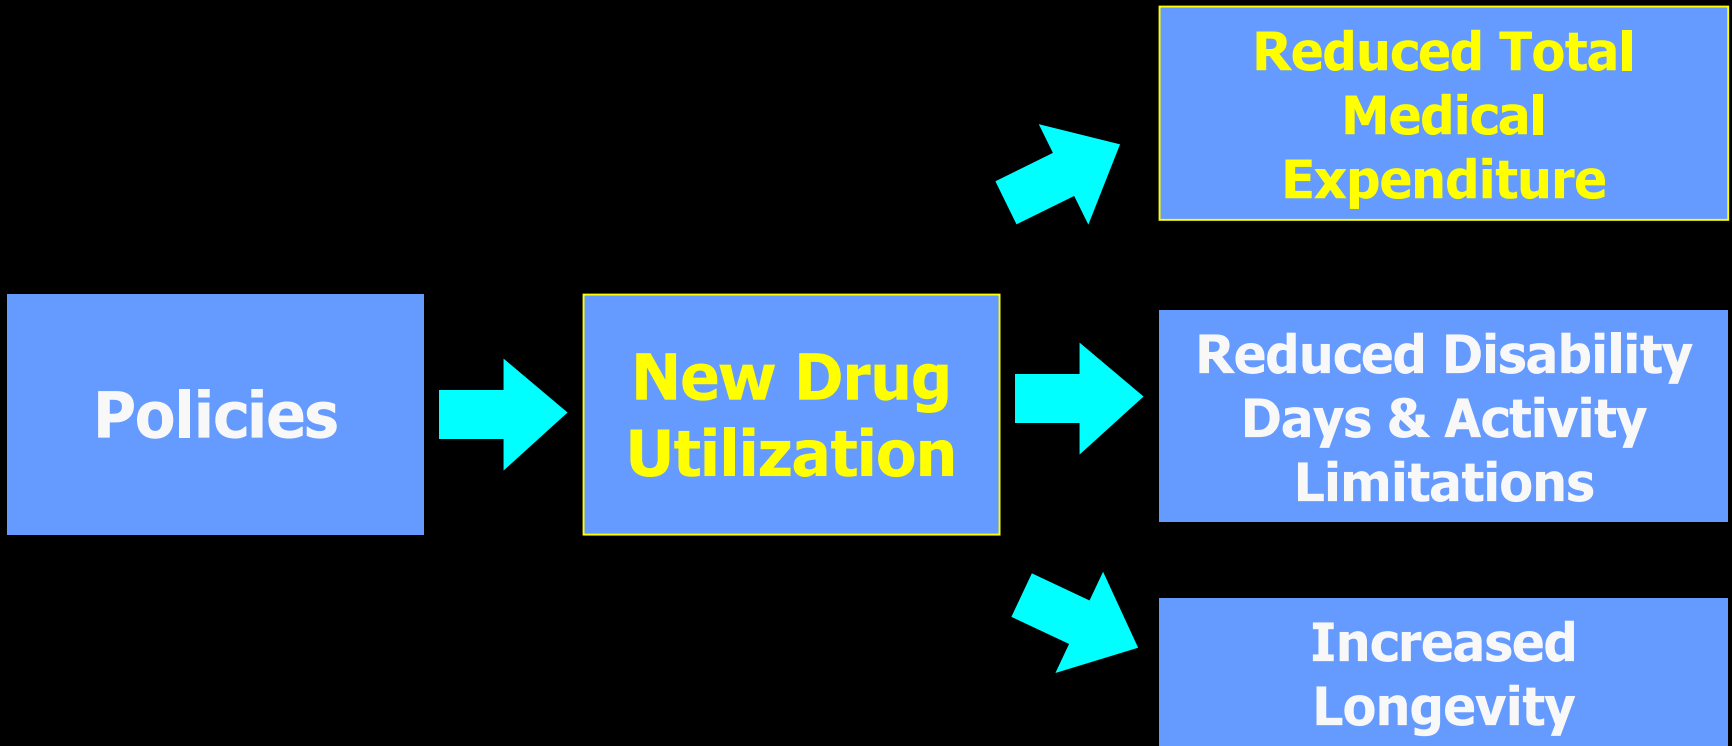 Policies
New Drug
Utilization
Reduced Total
Medical
Expenditure
Reduced Disability
Days & Activity
Limitations
Increased
Longevity